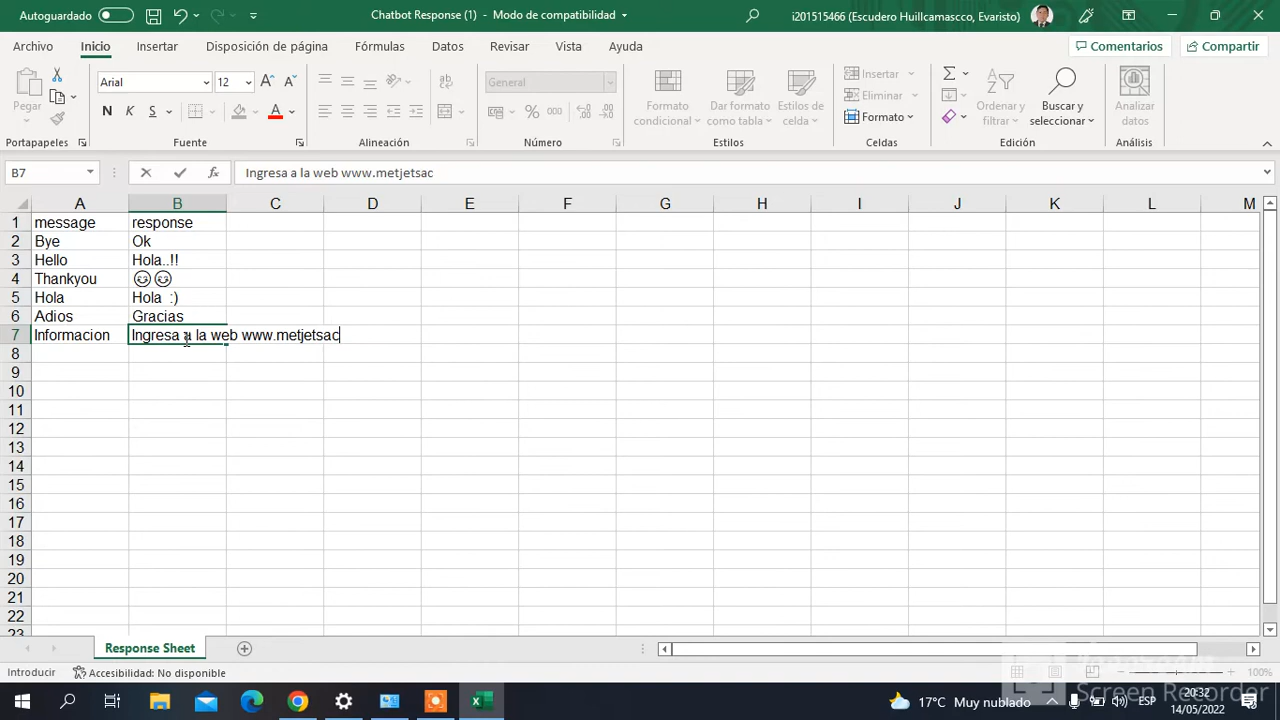 Autoguardado
Chatbot Response (1) - Modo de compatibilidad
i201515466 (Escudero Huillcamascco, Evaristo)
Archivo Inicio Insertar Disposición de página Fórmulas Datos Revisar Vista Ayuda Comentarios Compartir
Pegar
Arial 12
N K S
General
% 000
Formato condicional
Dar formato como tabla
Estilos de celda
Insertar
Eliminar
Formato
Ordenar y filtrar
Buscar y seleccionar
Analizar datos
Portapapeles Fuente Alineación Número Estilos Celdas Edición Análisis
B7 fx Ingresa a la web www.metjetsac
A B C D E F G H I J K L M
1 message response
2 Bye Ok
3 Hello Hola..!!
4 Thankyou 😊😊
5 Hola Hola :)
6 Adios Gracias
7 Informacion Ingresa a la web www.metjetsac
8
9
10
11
12
13
14
15
16
17
18
19
20
21
22
23
Response Sheet
Introducir Accesibilidad: No disponible 100%
Screen Recorder
17°C Muy nublado ESP 20:32
14/05/2022